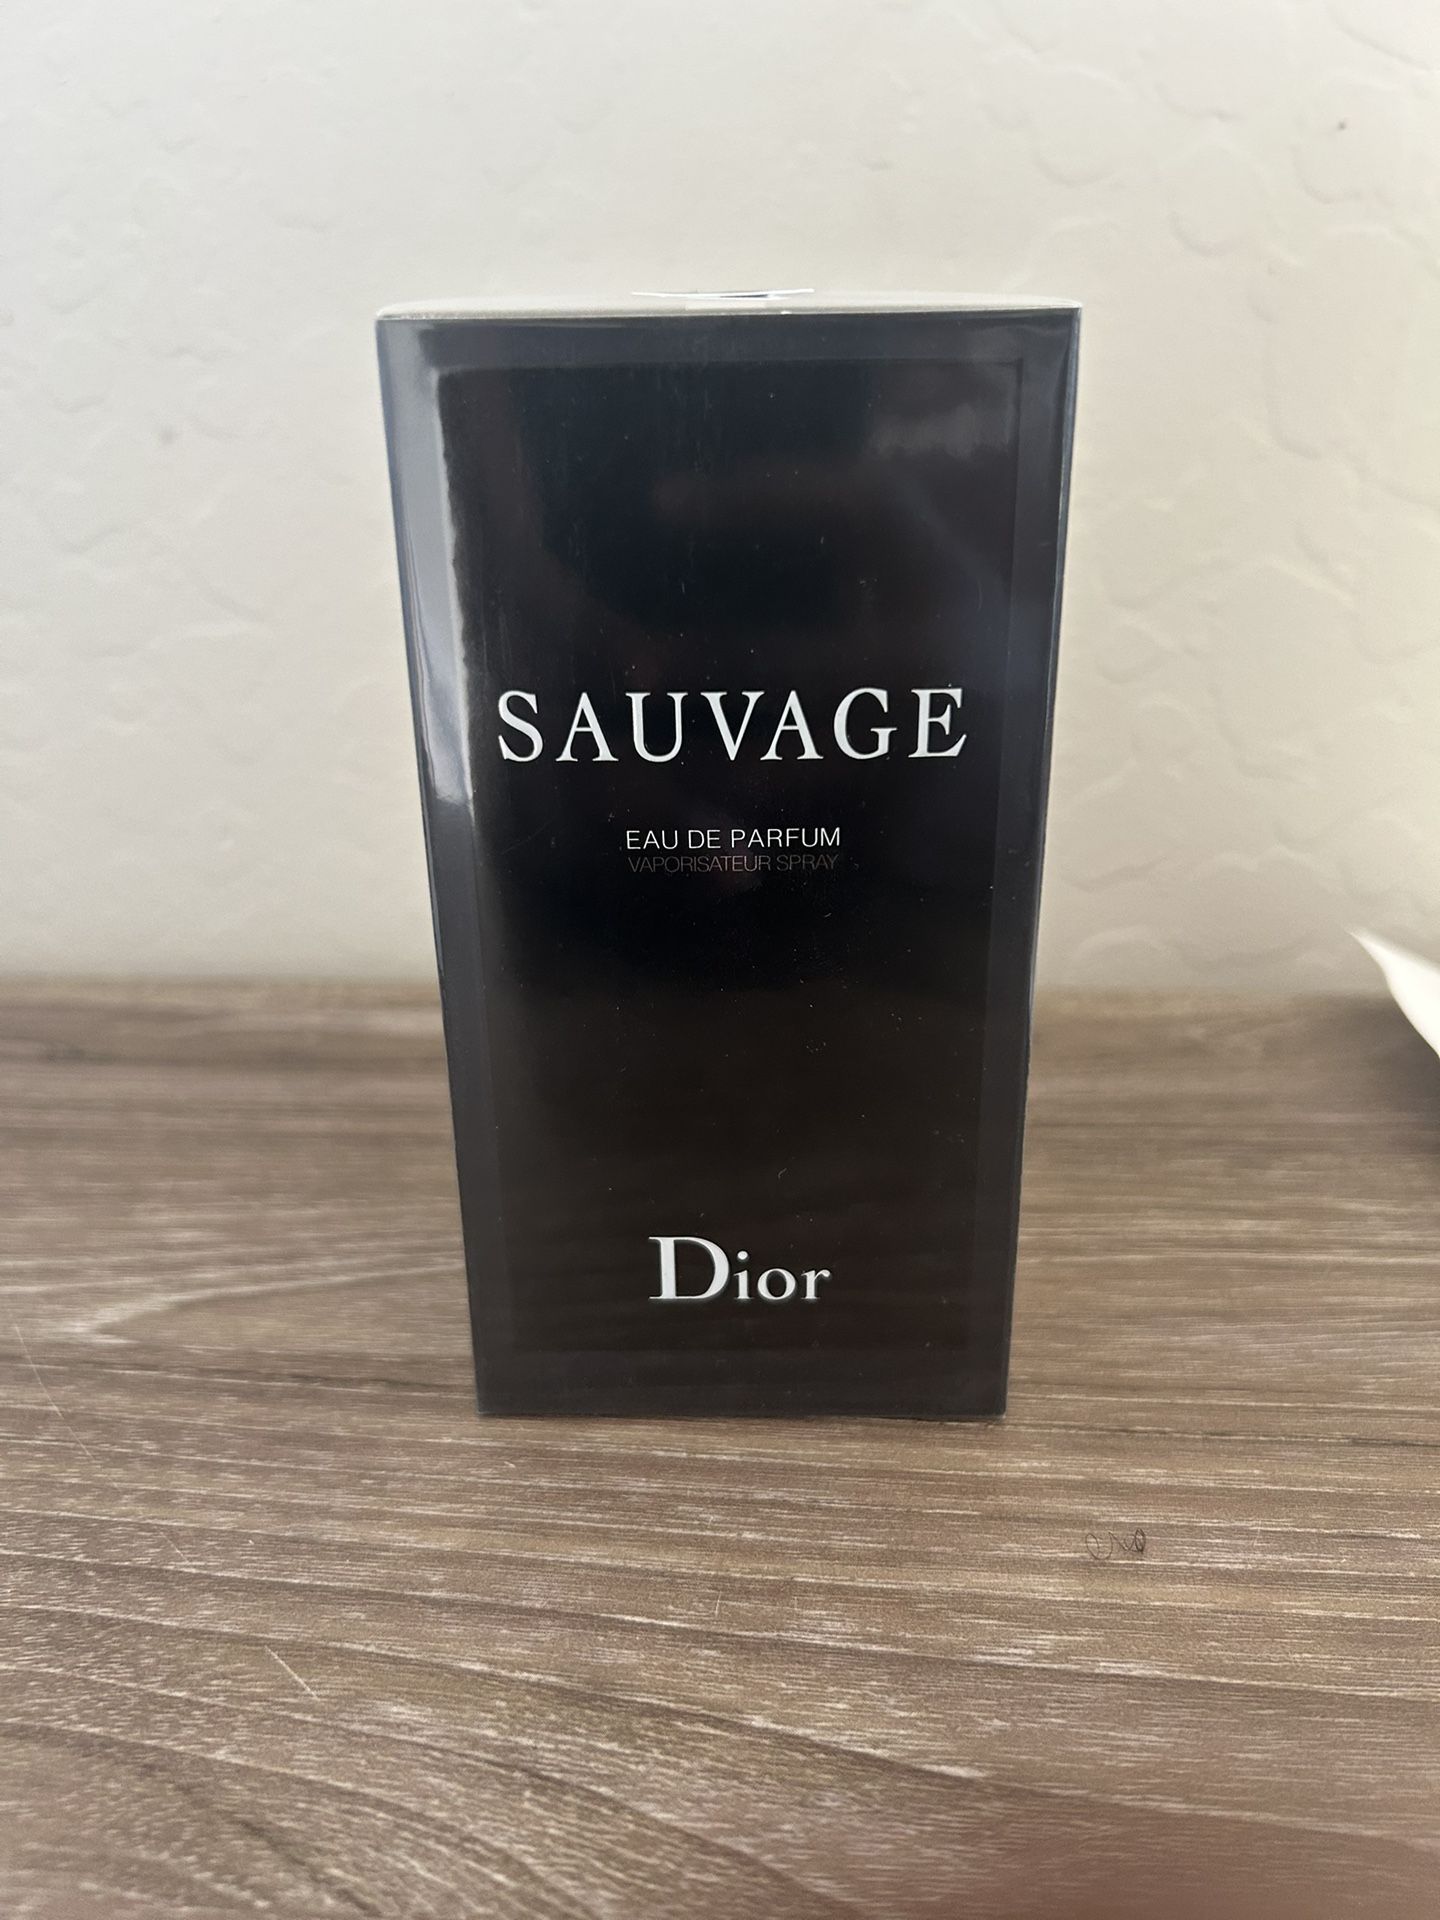 SAUVAGE
EAU DE PARFUM
VAPORISATEUR SPRAY
Dior